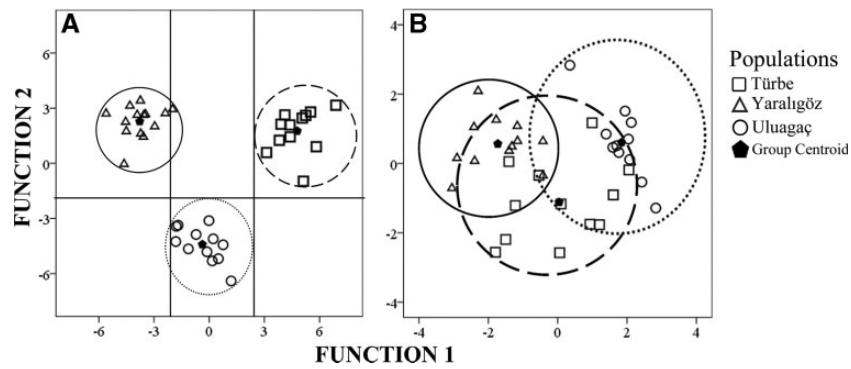 A
B
FUNCTION 2
6
3
0
-3
-6
-6
-3
0
3
6
4
2
0
-2
-4
-4
-2
0
2
4
FUNCTION 1
Populations
Türbe
Yaralıgöz
Uluagaç
Group Centroid